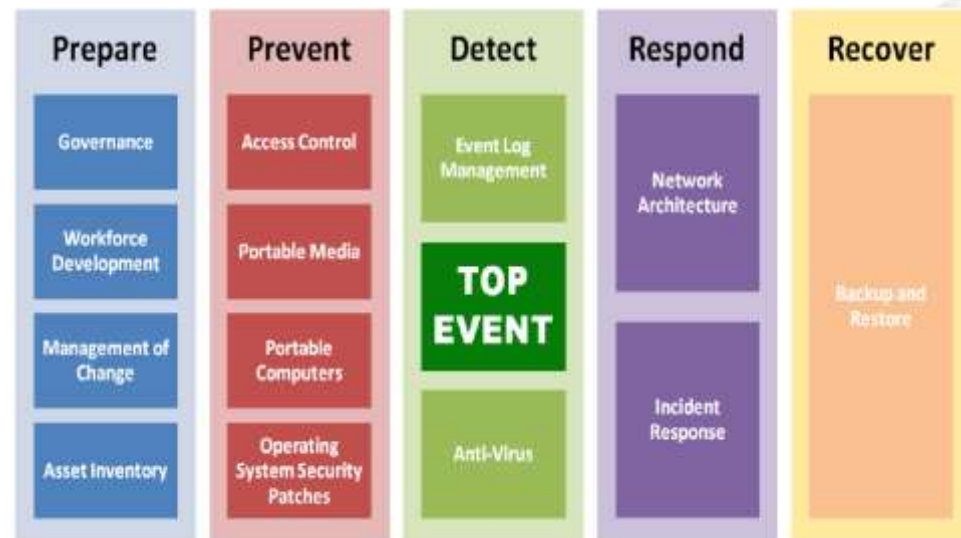 Prepare
Governance
Workforce
Development
Management of
Change
Asset Inventory
Prevent
Access Control
Portable Media
Portable
Computers
Operating
System Security
Patches
Detect
Event Log
Management
TOP
EVENT
Anti-Virus
Respond
Network
Architecture
Incident
Response
Recover
Backup and
Restore